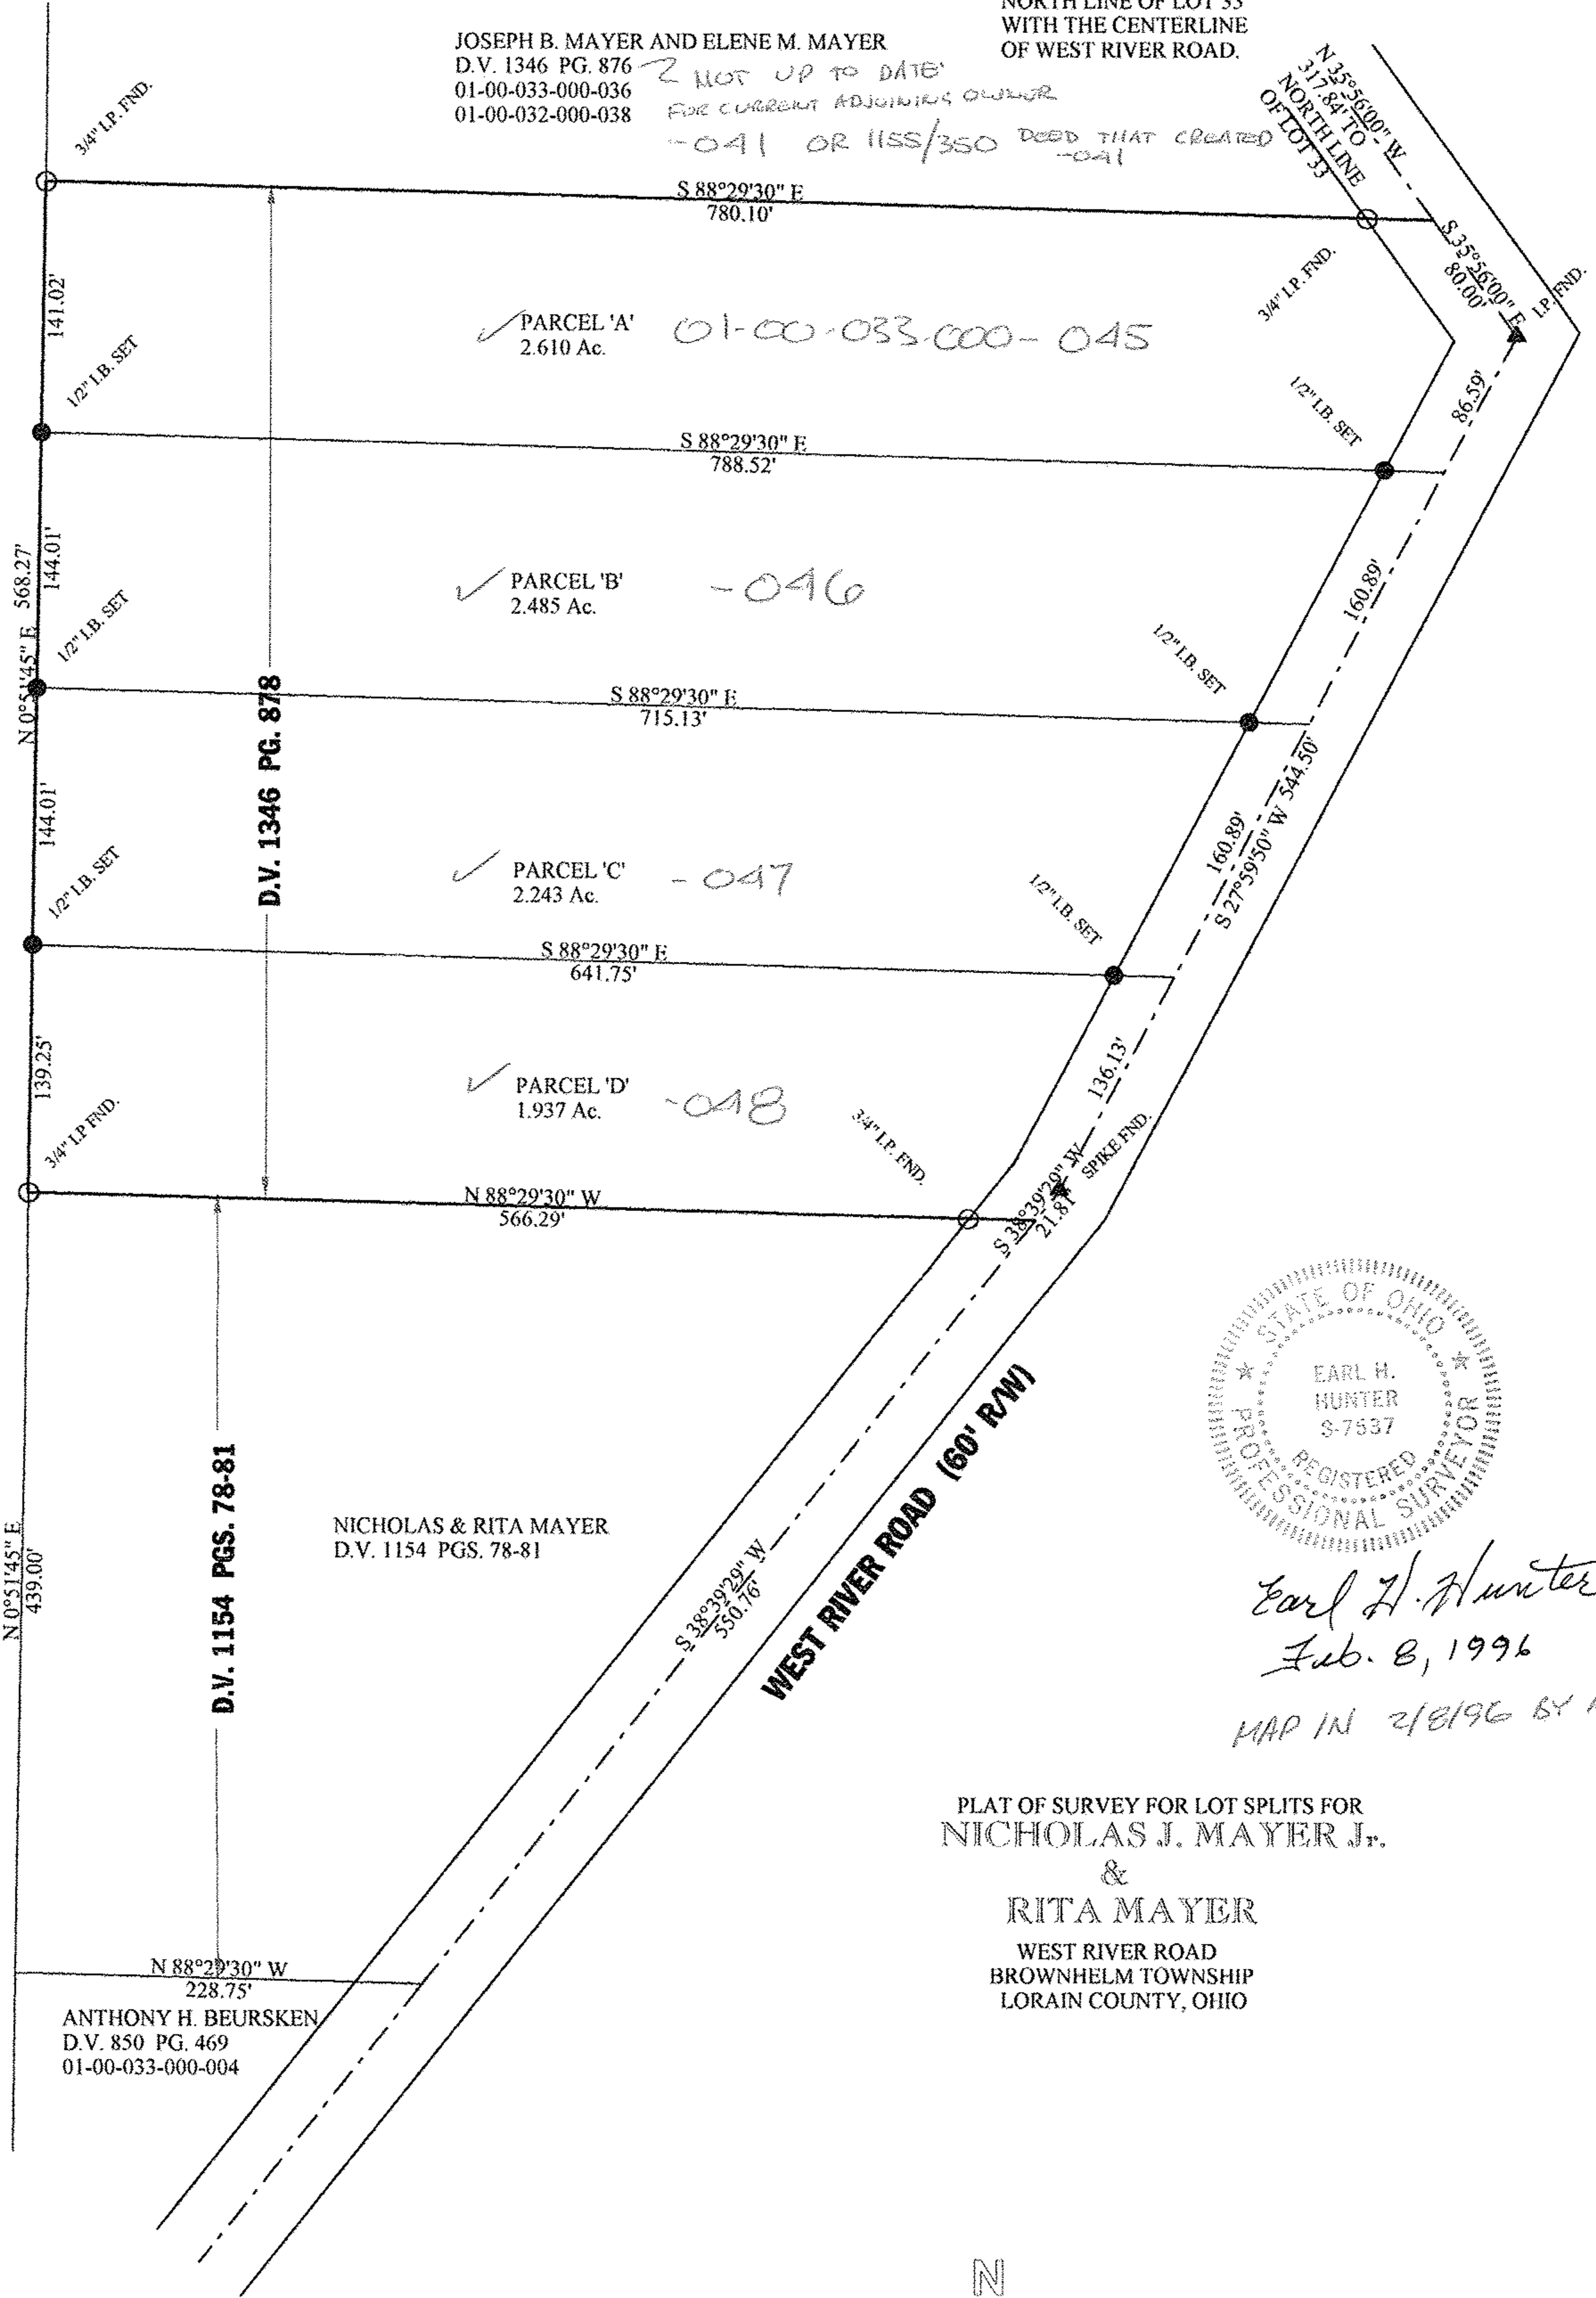 NORTH LINE OF LOT 33
WITH THE CENTERLINE
OF WEST RIVER ROAD.
JOSEPH B. MAYER AND ELENE M. MAYER
D.V. 1346 PG. 876
01-00-033-000-036
01-00-032-000-038
NOT UP TO DATE
FOR CURRENT ADJOINING OWNER
-041 OR 1155/350 DEED THAT CREATED
-041
N 35°56'00" W
317.84' TO
NORTH LINE
OF LOT 33
3/4" I.P. FND.
S 88°29'30" E
780.10'
S 35°56'00" E
80.00'
I.P. FND.
3/4" I.P. FND.
141.02'
PARCEL 'A'
2.610 Ac.
01-00-033-000-045
86.59'
1/2" I.B. SET
1/2" I.B. SET
S 88°29'30" E
788.52'
N 0°51'45" E 568.27'
144.01'
PARCEL 'B'
2.485 Ac.
-046
160.89'
1/2" I.B. SET
1/2" I.B. SET
S 88°29'30" E
715.13'
D.V. 1346 PG. 878
144.01'
PARCEL 'C'
2.243 Ac.
-047
160.89'
S 27°59'50" W 544.50'
1/2" I.B. SET
1/2" I.B. SET
S 88°29'30" E
641.75'
139.25'
PARCEL 'D'
1.937 Ac.
-048
136.13'
3/4" I.P FND.
3/4" I.P. FND.
SPIKE FND.
N 88°29'30" W
566.29'
S 38°39'29" W
21.81'
STATE OF OHIO
EARL H.
HUNTER
S-7537
REGISTERED
PROFESSIONAL SURVEYOR
Earl H. Hunter
Feb. 8, 1996
MAP IN 2/8/96 BY
WEST RIVER ROAD (60' R/W)
D.V. 1154 PGS. 78-81
NICHOLAS & RITA MAYER
D.V. 1154 PGS. 78-81
N 0°51'45" E
439.00'
S 38°39'29" W
550.76'
PLAT OF SURVEY FOR LOT SPLITS FOR
NICHOLAS J. MAYER Jr.
&
RITA MAYER
WEST RIVER ROAD
BROWNHELM TOWNSHIP
LORAIN COUNTY, OHIO
N 88°29'30" W
228.75'
ANTHONY H. BEURSKEN
D.V. 850 PG. 469
01-00-033-000-004
N